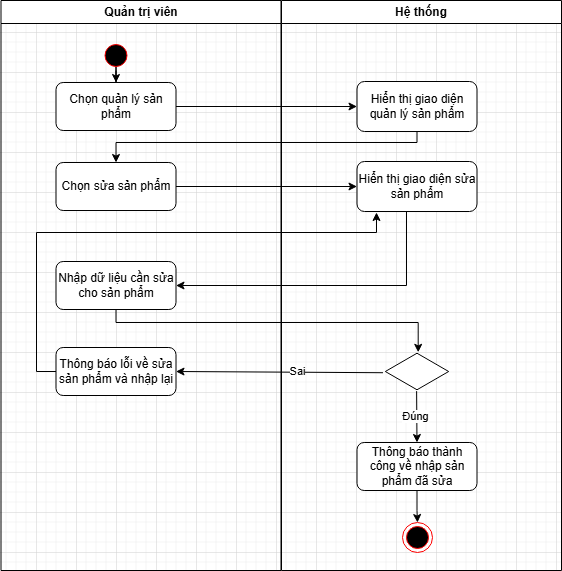 Quản trị viên
Hệ thống
Chọn quản lý sản
phẩm
Hiển thị giao diện
quản lý sản phẩm
Chọn sửa sản phẩm
Hiển thị giao diện sửa
sản phẩm
Nhập dữ liệu cần sửa
cho sản phẩm
Thông báo lỗi về sửa
sản phẩm và nhập lại
Sai
Đúng
Thông báo thành
công về nhập sản
phẩm đã sửa